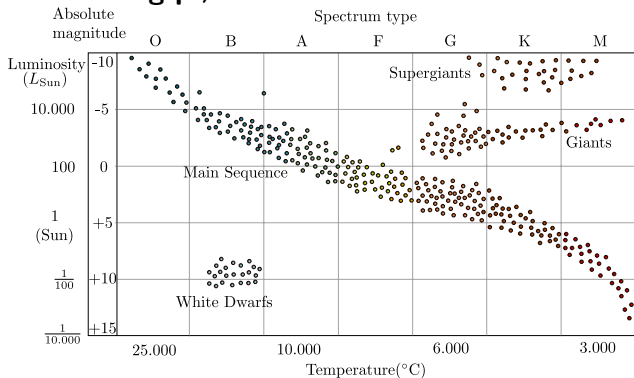 Absolute
magnitude
Spectrum type
O B A F G K M
Luminosity
(L_Sun)
-10
Supergiants
10.000
-5
Giants
100
0
Main Sequence
1
(Sun)
+5
1/100
+10
White Dwarfs
1/10.000
+15
25.000 10.000 6.000 3.000
Temperature(°C)